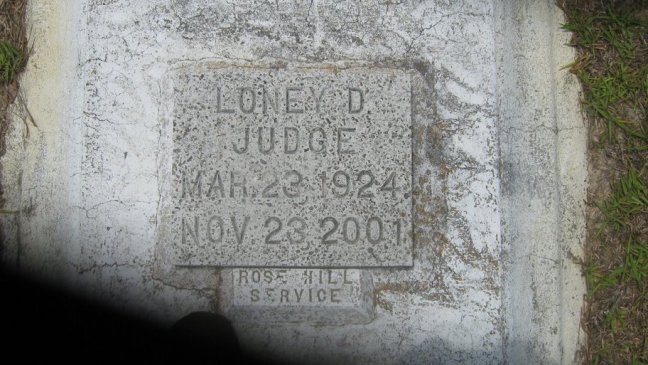 LONEY D
JUDGE
MAR 23 1924
NOV 23 2001
ROSE HILL
SERVICE